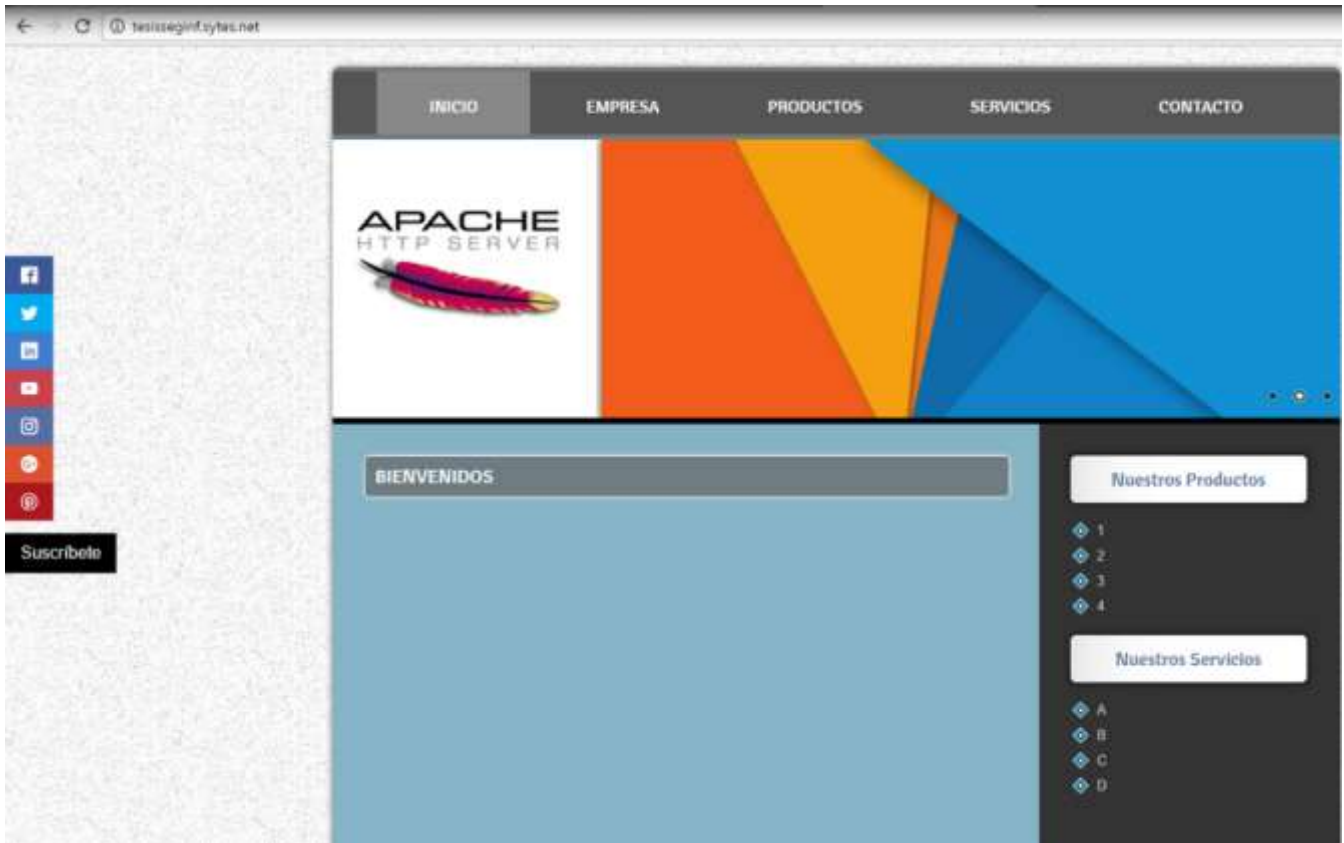 tesisseginf.sytes.net
INICIO EMPRESA PRODUCTOS SERVICIOS CONTACTO
APACHE
HTTP SERVER
BIENVENIDOS
Suscríbete
Nuestros Productos
1
2
3
4
Nuestros Servicios
A
B
C
D